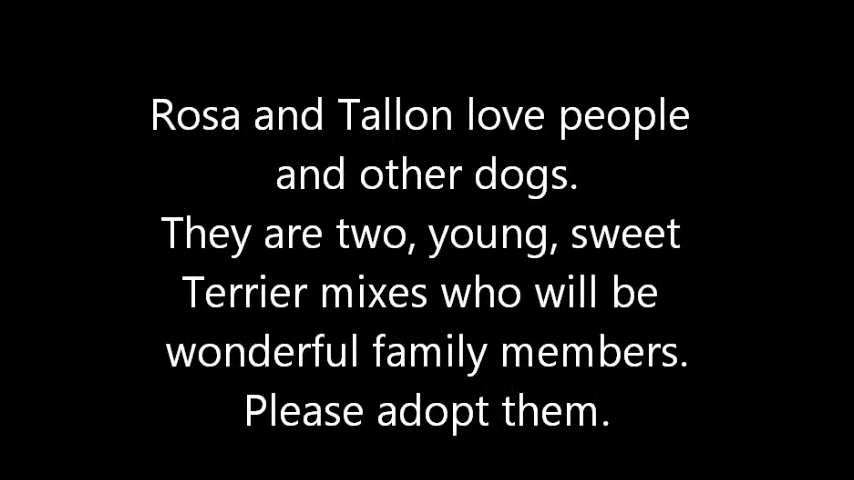 Rosa and Tallon love people
and other dogs.
They are two, young, sweet
Terrier mixes who will be
wonderful family members.
Please adopt them.